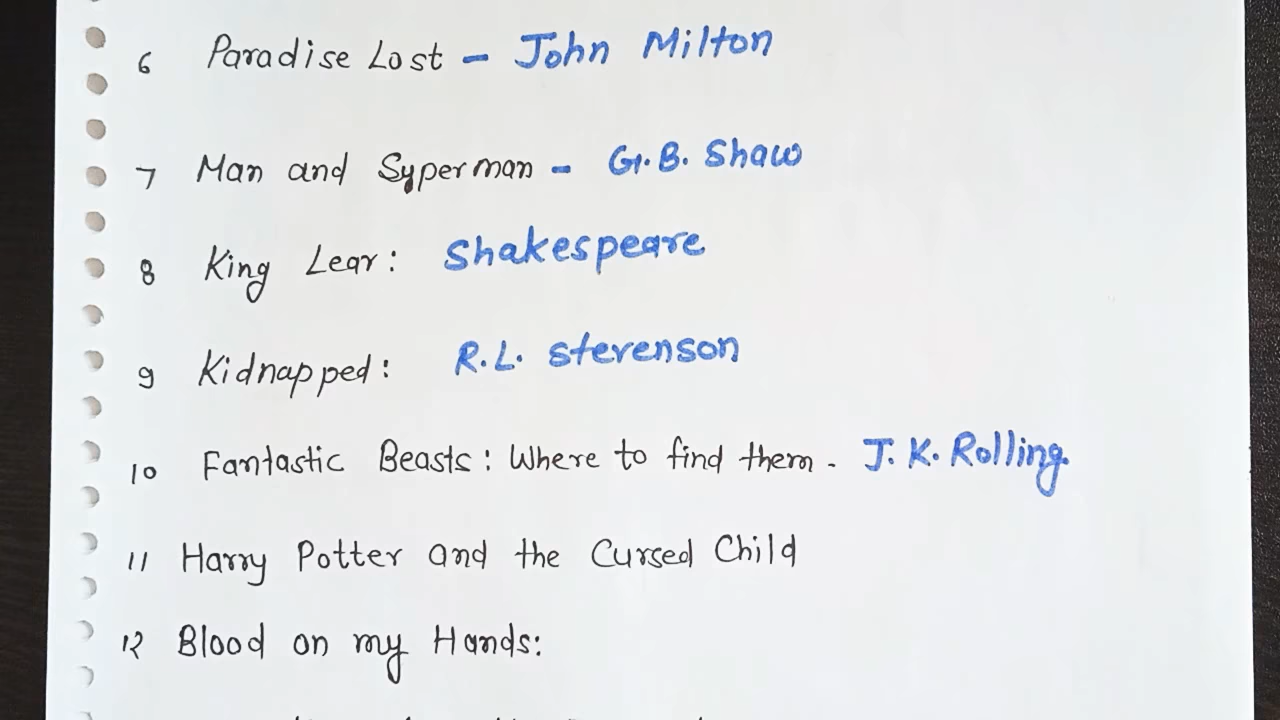 6 Paradise Lost - John Milton
7 Man and Syperman - G.B. Shaw
8 King Lear: Shakespeare
9 Kidnapped: R.L. Stevenson
10 Fantastic Beasts: Where to find them - J.K. Rolling
11 Harry Potter and the Cursed Child
12 Blood on my Hands: